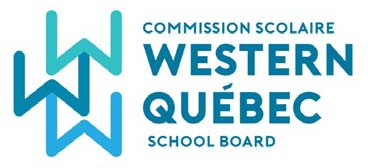 COMMISSION SCOLAIRE
WESTERN
QUÉBEC
SCHOOL BOARD